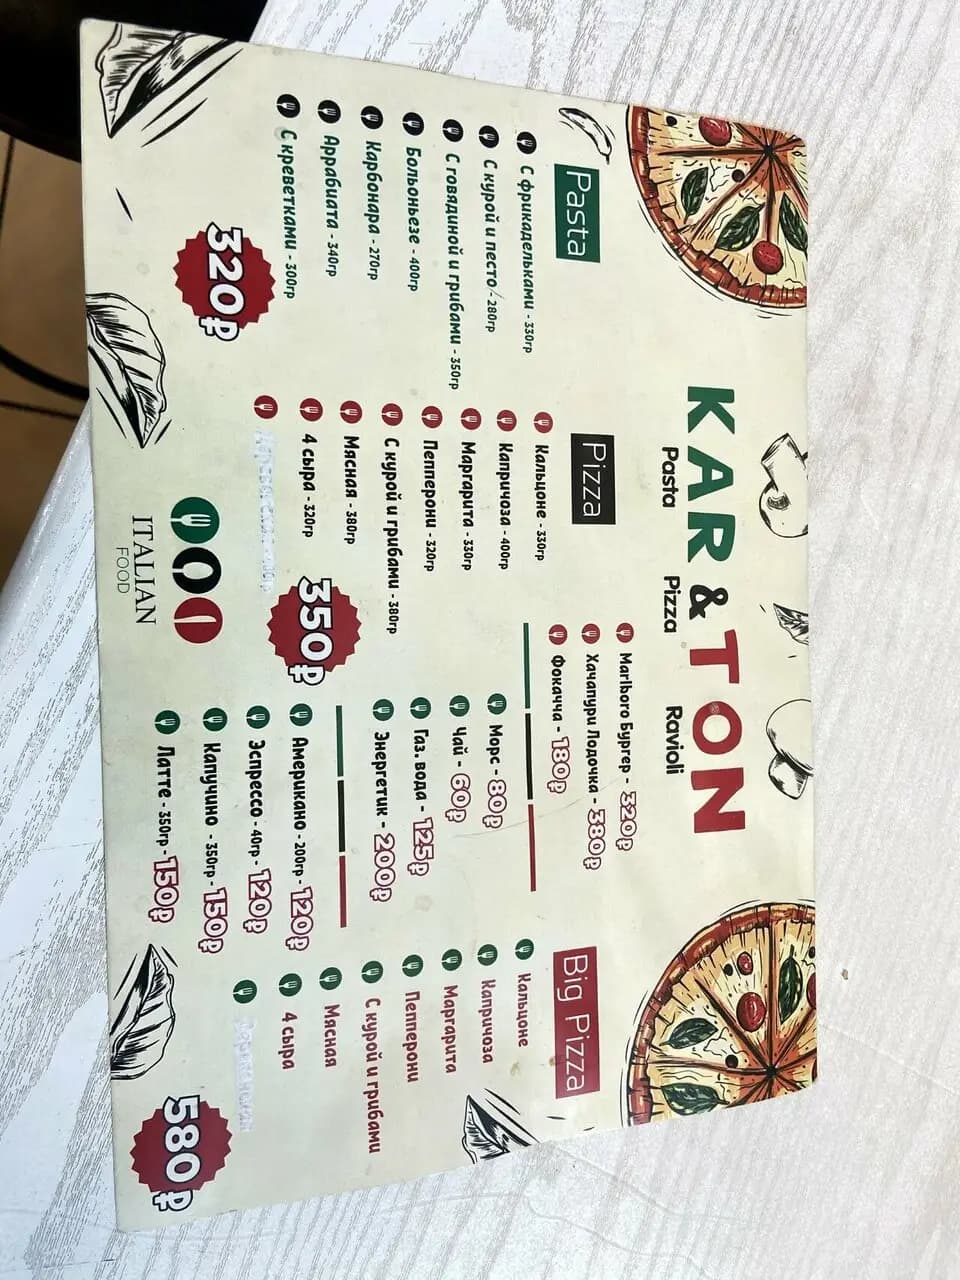 KAR & TON
Pasta Pizza Ravioli
Pasta
С фрикадельками - 330гр
С курой и песто - 280гр
С говядиной и грибами - 350гр
Больоньезе - 400гр
Карбонара - 270гр
Аррабиата - 340гр
С креветками - 300гр
320₽
Pizza
Кальцоне - 330гр
Капричоза - 400гр
Маргарита - 330гр
Пепперони - 320гр
С курой и грибами - 380гр
Мясная - 380гр
4 сыра - 320гр
350₽
Marlboro Бургер - 320₽
Хачапури Лодочка - 380₽
Фокачча - 180₽
Морс - 80₽
Чай - 60₽
Газ. вода - 125₽
Энергетик - 200₽
Американо - 200гр - 120₽
Эспрессо - 40гр - 120₽
Капучино - 350гр - 150₽
Латте - 350гр - 150₽
Big Pizza
Кальцоне
Капричоза
Маргарита
Пепперони
С курой и грибами
Мясная
4 сыра
580₽
ITALIAN
FOOD